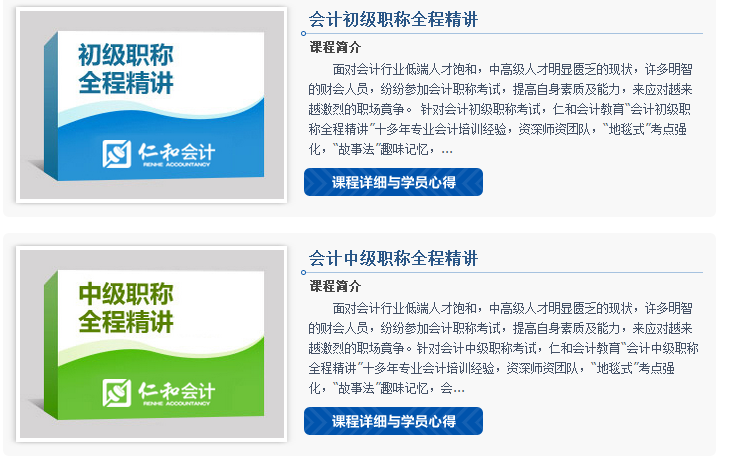 会计初级职称全程精讲
初级职称
全程精讲
仁和会计
RENHE ACCOUNTANCY
课程简介
面对会计行业低端人才饱和，中高级人才明显匮乏的现状，许多明智
的财会人员，纷纷参加会计职称考试，提高自身素质及能力，来应对越来
越激烈的职场竟争。 针对会计初级职称考试，仁和会计教育“会计初级职
称全程精讲”十多年专业会计培训经验，资深师资团队，“地毯式”考点强
化，“故事法”趣味记忆，...
课程详细与学员心得
会计中级职称全程精讲
中级职称
全程精讲
仁和会计
RENHE ACCOUNTANCY
课程简介
面对会计行业低端人才饱和，中高级人才明显匮乏的现状，许多明智
的财会人员，纷纷参加会计职称考试，提高自身素质及能力，来应对越来
越激烈的职场竟争。针对会计中级职称考试，仁和会计教育“会计中级职称
全程精讲”十多年专业会计培训经验，资深师资团队，“地毯式”考点强
化，“故事法”趣味记忆，会...
课程详细与学员心得